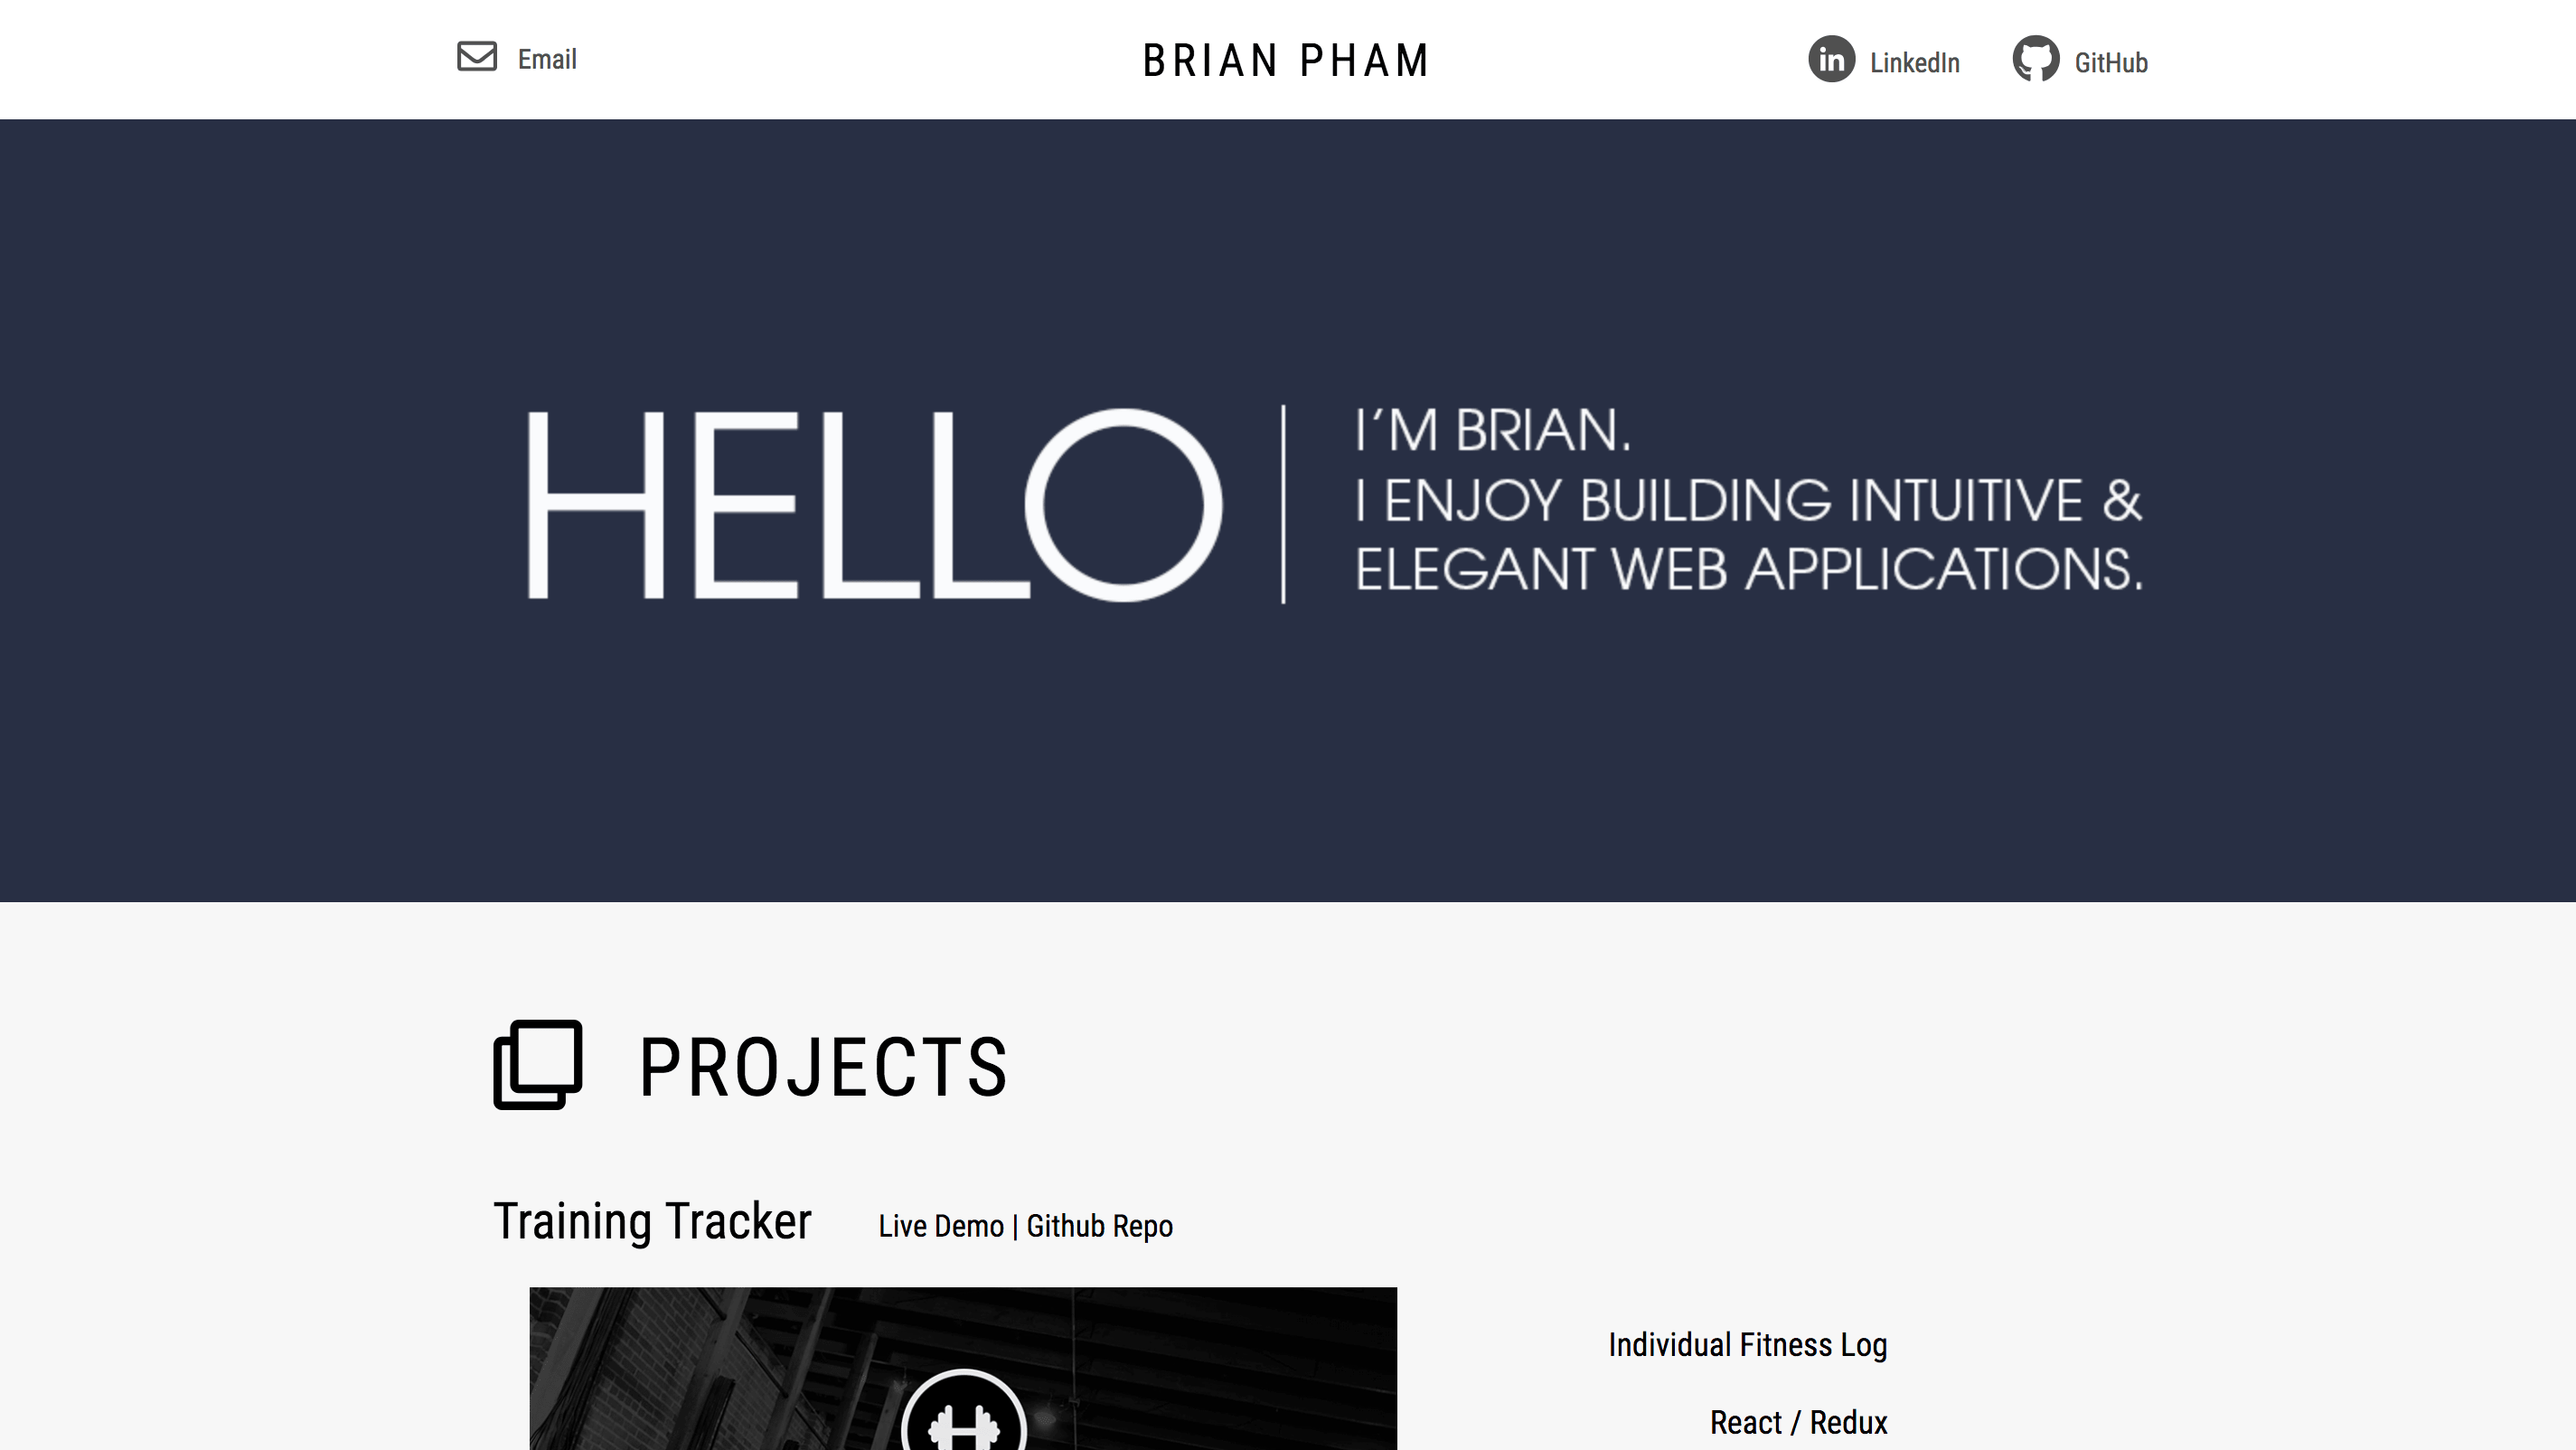 Email
BRIAN PHAM
LinkedIn
GitHub
HELLO
I'M BRIAN.
I ENJOY BUILDING INTUITIVE &
ELEGANT WEB APPLICATIONS.
PROJECTS
Training Tracker
Live Demo | Github Repo
Individual Fitness Log
React / Redux